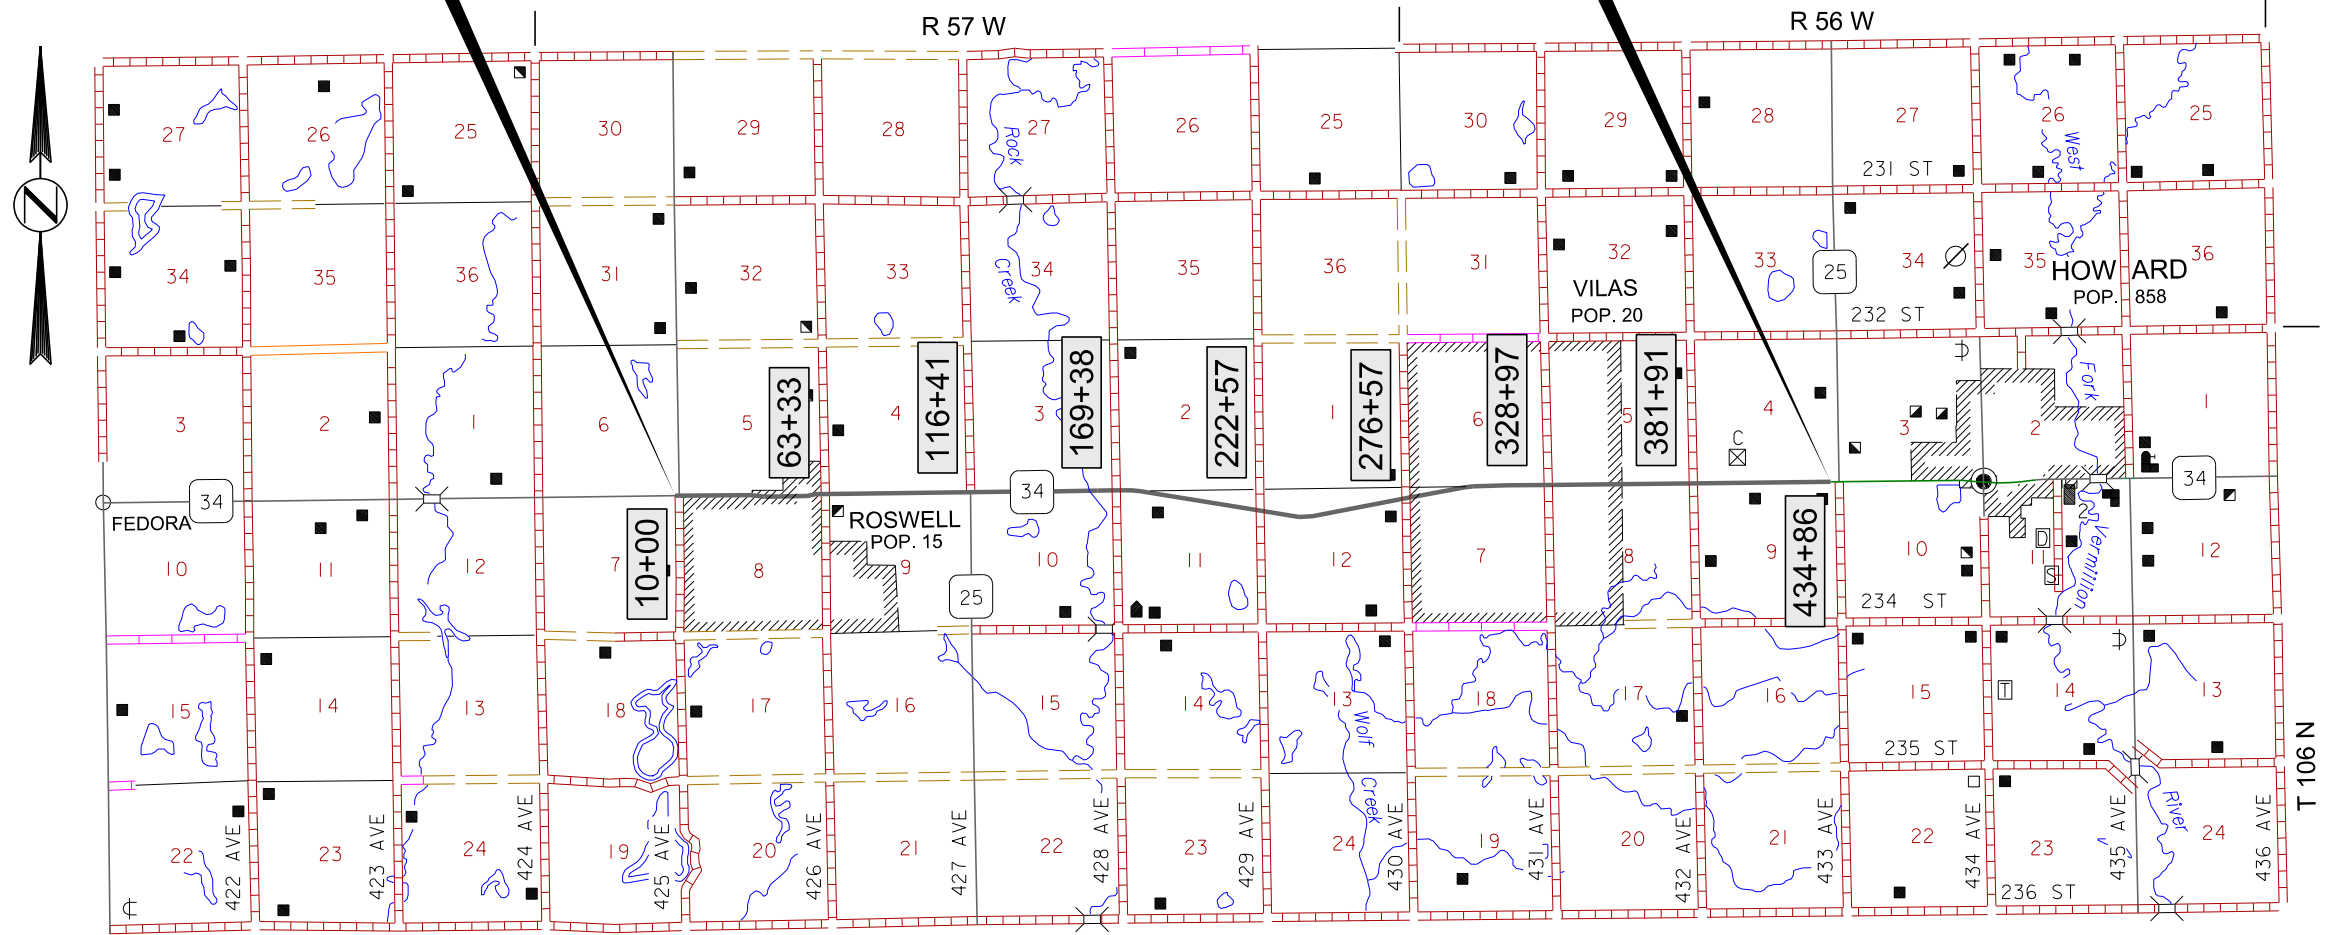 R 57 W
R 56 W
27 26 25 30 29 28 27 26 25 30 29 28 27 26 25
Rock
West
231 ST
N
34 35 36 31 32 33 34 35 36 31 32 33 34 35 36
Creek
25
HOWARD
POP. 858
VILAS
POP. 20
232 ST
3 2 1 6 5 4 3 2 1 6 5 4 3 2 1
63+33
116+41
169+38
222+57
276+57
328+97
381+91
Fork
C
34
34
34
FEDORA
ROSWELL
POP. 15
10+00
434+86
10 11 12 7 8 9 10 11 12 7 8 9 10 11 12
2
D
S
Vermillion
25
234 ST
15 14 13 18 17 16 15 14 13 18 17 16 15 14 13
T
Wolf
235 ST
T 106 N
22 23 24 19 20 21 22 23 24 19 20 21 22 23 24
Creek
River
422 AVE
423 AVE
424 AVE
425 AVE
426 AVE
427 AVE
428 AVE
429 AVE
430 AVE
431 AVE
432 AVE
433 AVE
434 AVE
435 AVE
436 AVE
236 ST